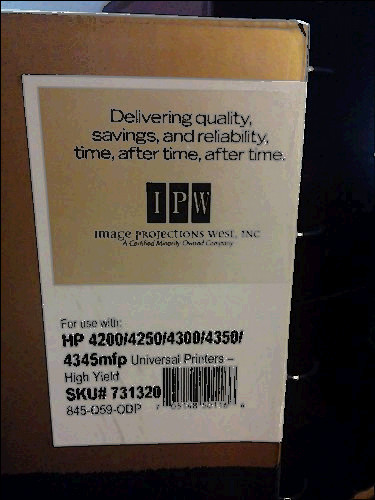 Delivering quality,
savings, and reliability,
time, after time, after time.
IPW
IMAGE PROJECTIONS WEST, INC
A Certified Minority Owned Company
For use with:
HP 4200/4250/4300/4350/
4345mfp Universal Printers –
High Yield
SKU# 731320
845-Q59-ODP